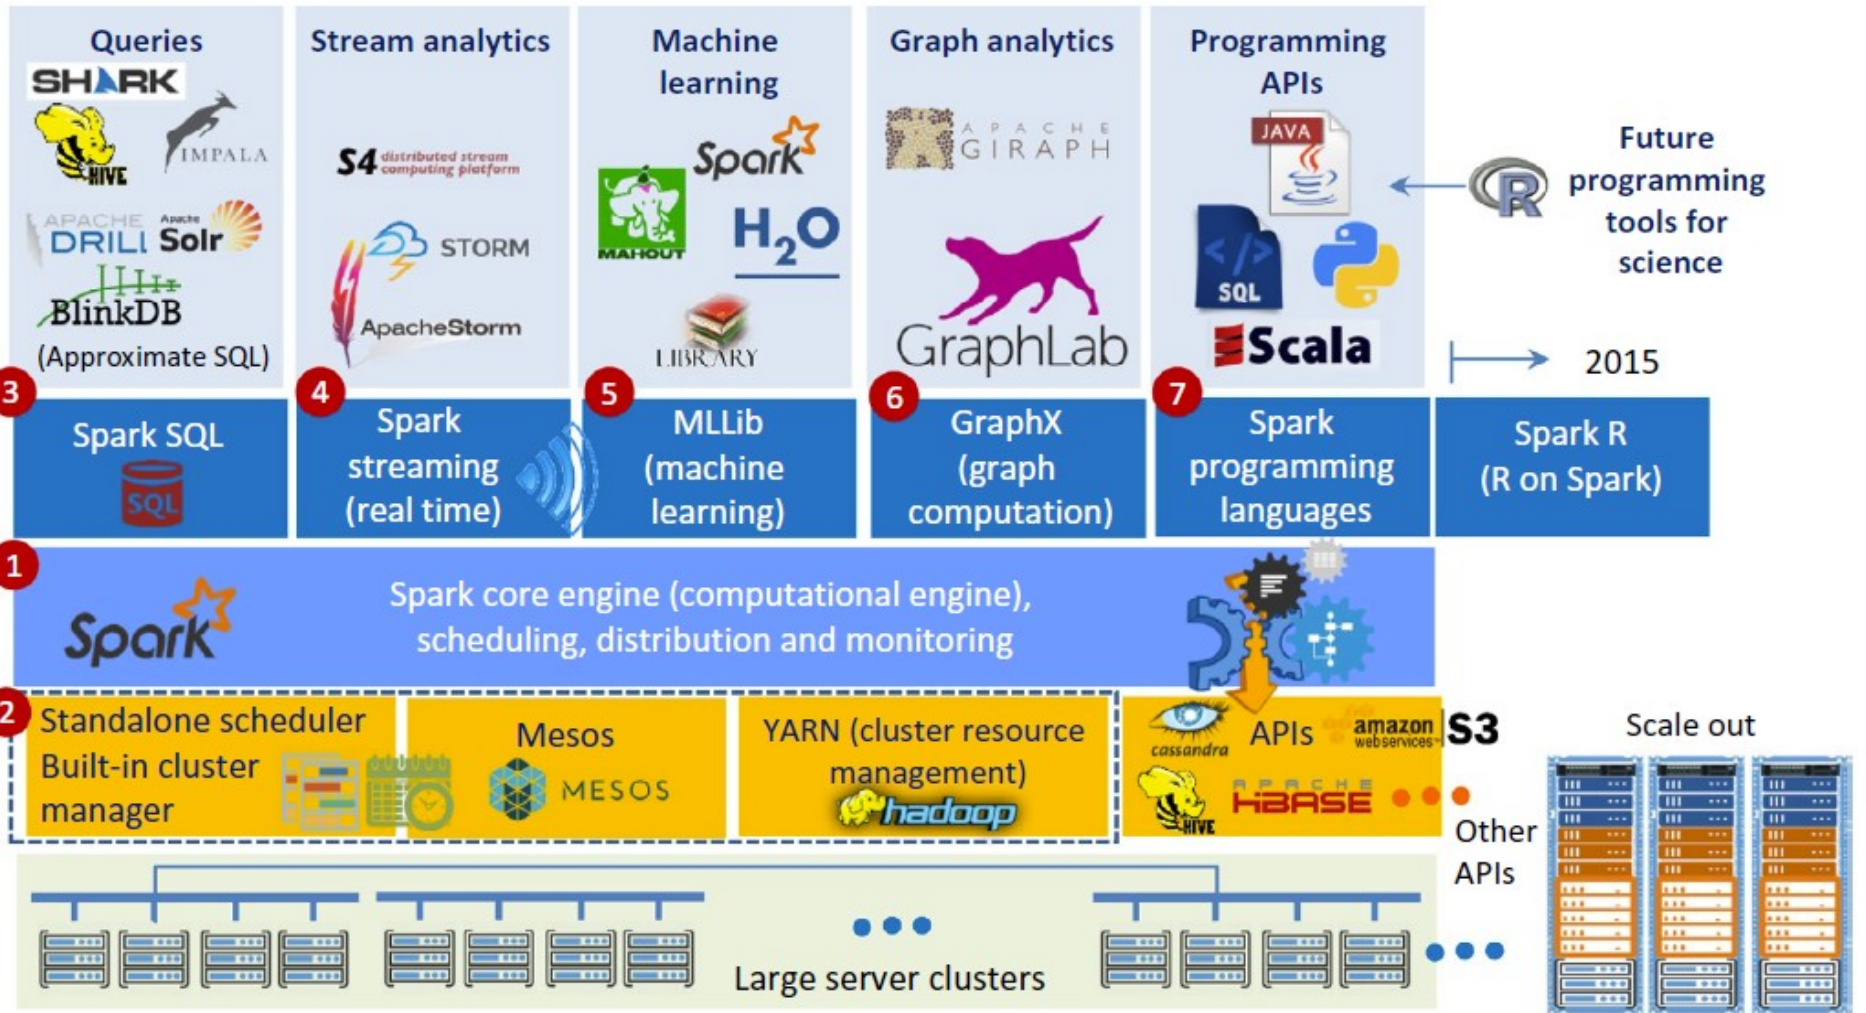 Queries
SHARK
HIVE
IMPALA
APACHE
DRILL
Apache
Solr
BlinkDB
(Approximate SQL)
Stream analytics
S4 distributed stream
computing platform
STORM
ApacheStorm
Machine
learning
Spark
MAHOUT
H2O
LIBRARY
Graph analytics
APACHE
GIRAPH
GraphLab
Programming
APIs
JAVA
</>
SQL
Scala
R
Future
programming
tools for
science
2015
3
Spark SQL
SQL
4
Spark
streaming
(real time)
5
MLLib
(machine
learning)
6
GraphX
(graph
computation)
7
Spark
programming
languages
Spark R
(R on Spark)
1
Spark
Spark core engine (computational engine),
scheduling, distribution and monitoring
2
Standalone scheduler
Built-in cluster
manager
Mesos
MESOS
YARN (cluster resource
management)
hadoop
cassandra
APIs
amazon
webservices
S3
HIVE
APACHE
HBASE
Other
APIs
Scale out
Large server clusters